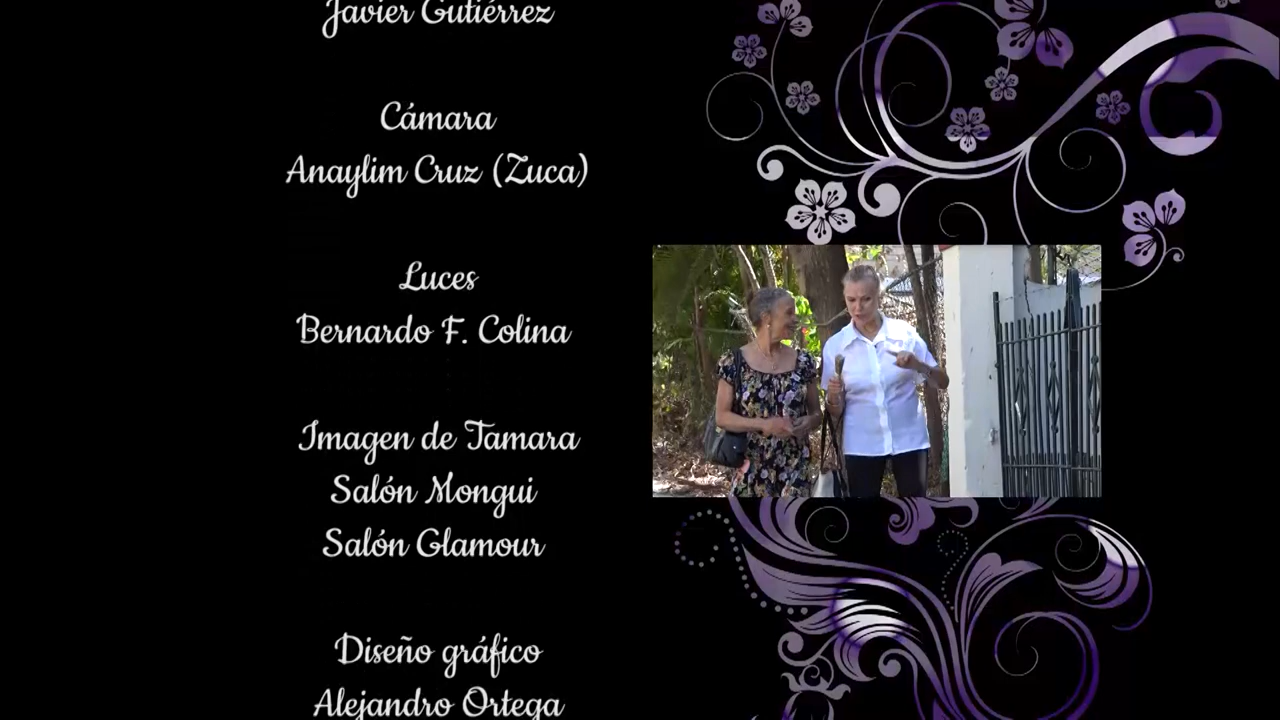 Javier Gutiérrez
Cámara
Anaylim Cruz (Zuca)
Luces
Bernardo F. Colina
Imagen de Tamara
Salón Mongui
Salón Glamour
Diseño gráfico
Alejandro Ortega